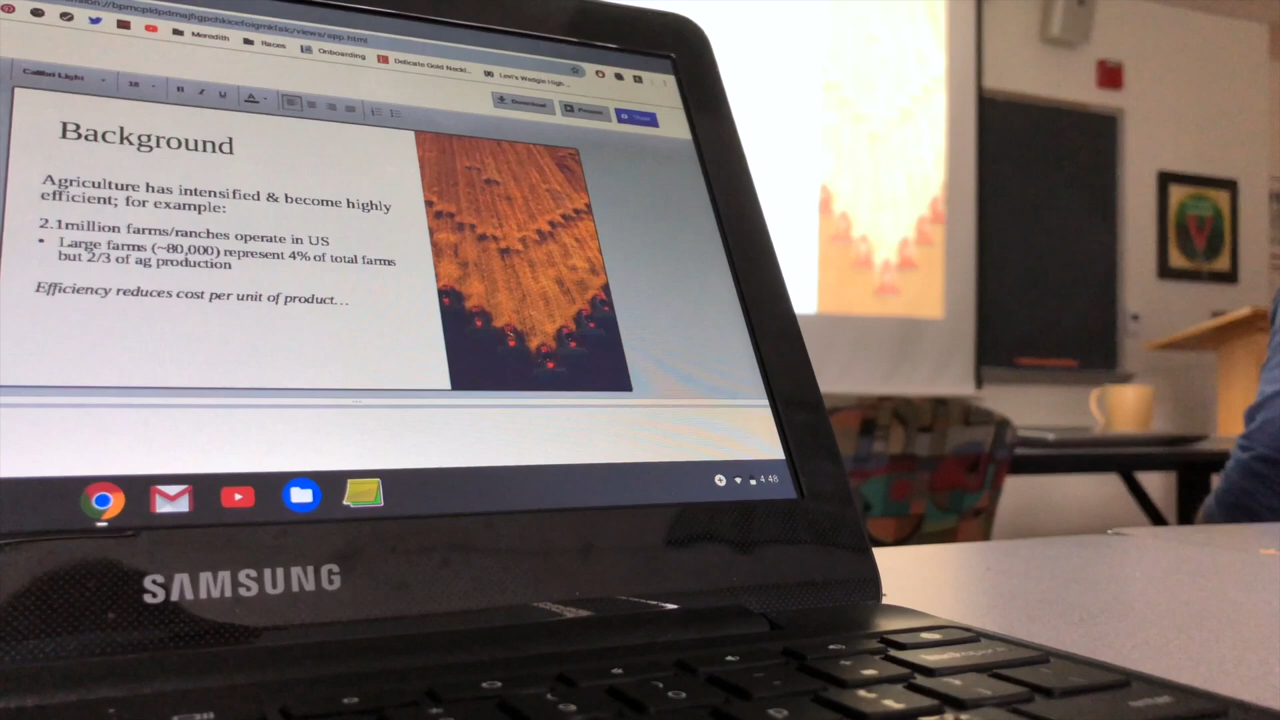 Meredith
Races
Onboarding
Delicate Gold Neckl...
Levi's Wedgie High...
Calibri Light
18
B I U A
Download
Present
Share
Background
Agriculture has intensified & become highly
efficient; for example:
2.1million farms/ranches operate in US
• Large farms (~80,000) represent 4% of total farms
but 2/3 of ag production
Efficiency reduces cost per unit of product...
4:48
SAMSUNG
backspace